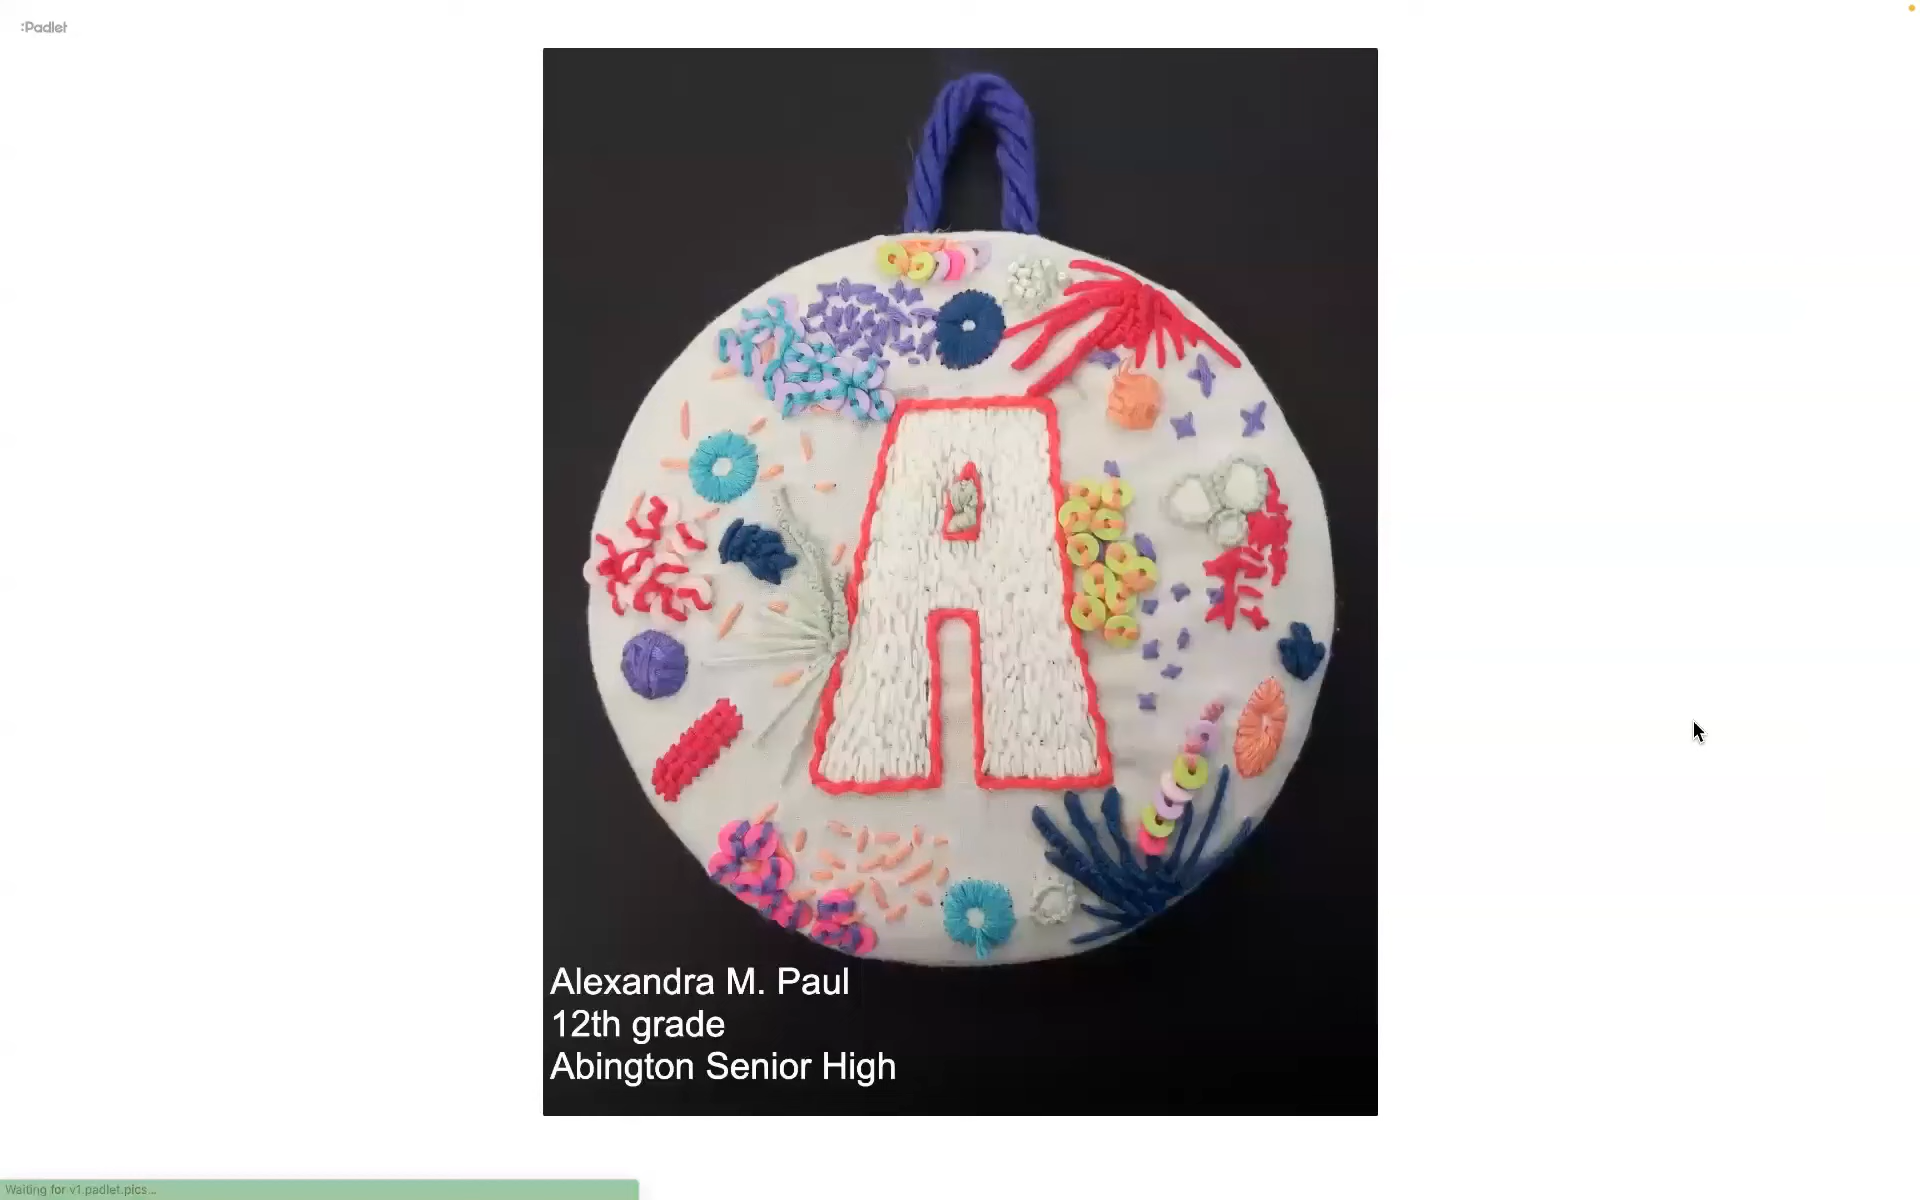 :Padlet
A
Alexandra M. Paul
12th grade
Abington Senior High
Waiting for v1.padlet.pics...